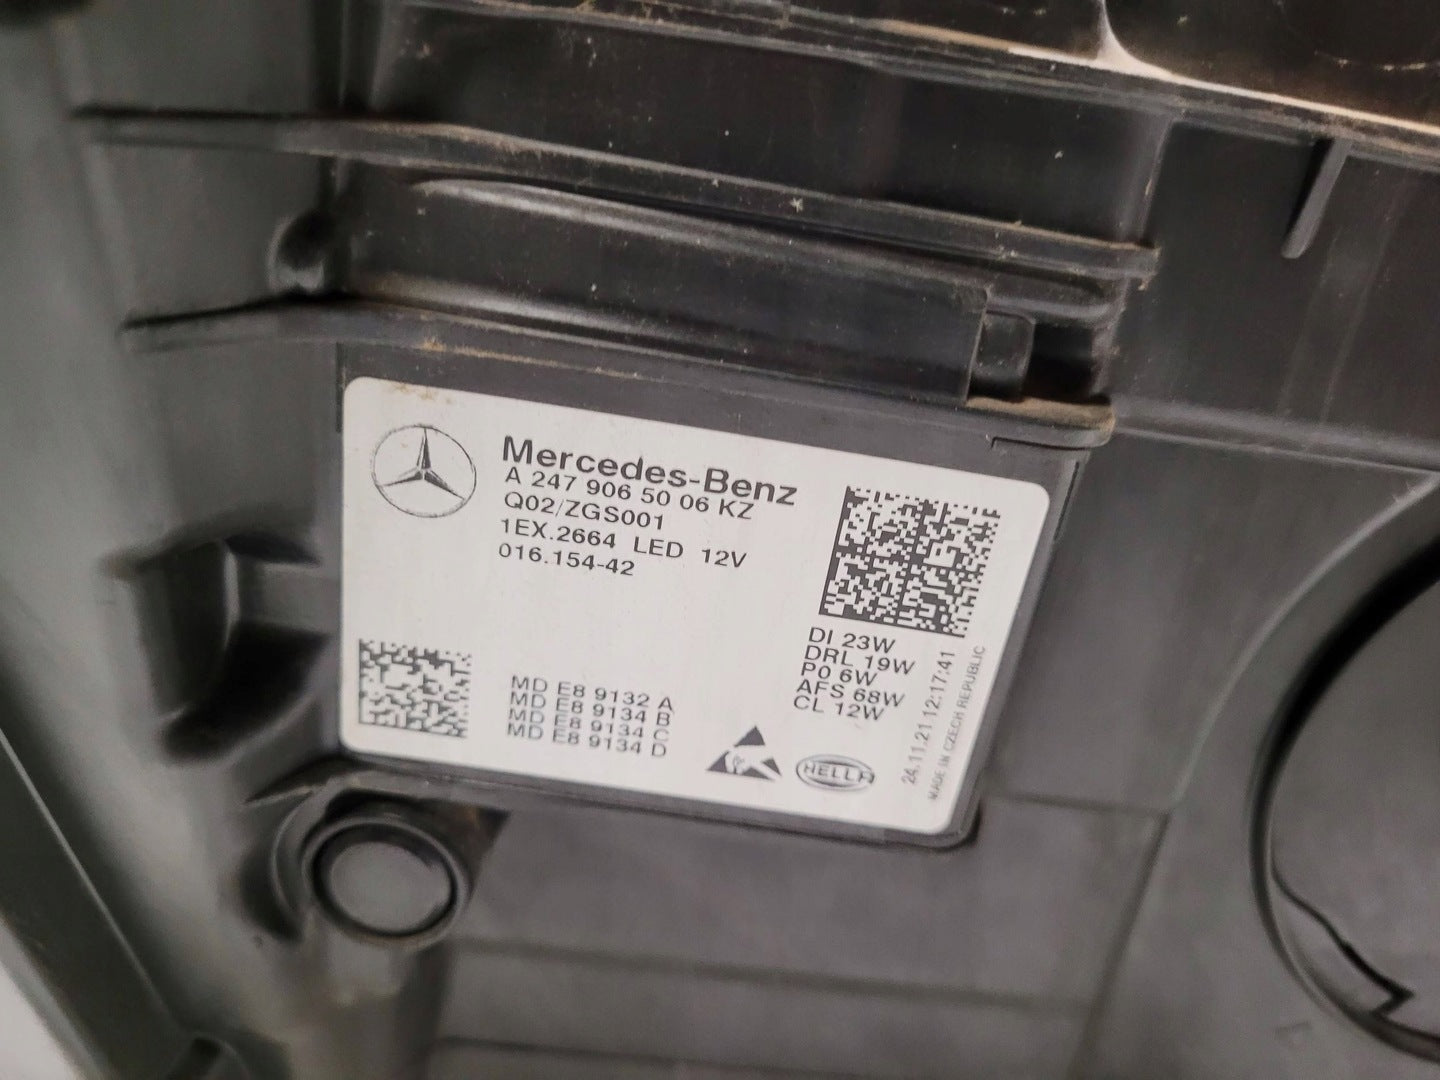 Mercedes-Benz
A 247 906 50 06 KZ
Q02/ZGS001
1EX.2664 LED 12V
016.154-42
DI 23W
DRL 19W
P0 6W
AFS 68W
CL 12W
MD E8 9132 A
MD E8 9134 B
MD E8 9134 C
MD E8 9134 D
HELLA
24.11.21 12:17:41
MADE IN CZECH REPUBLIC